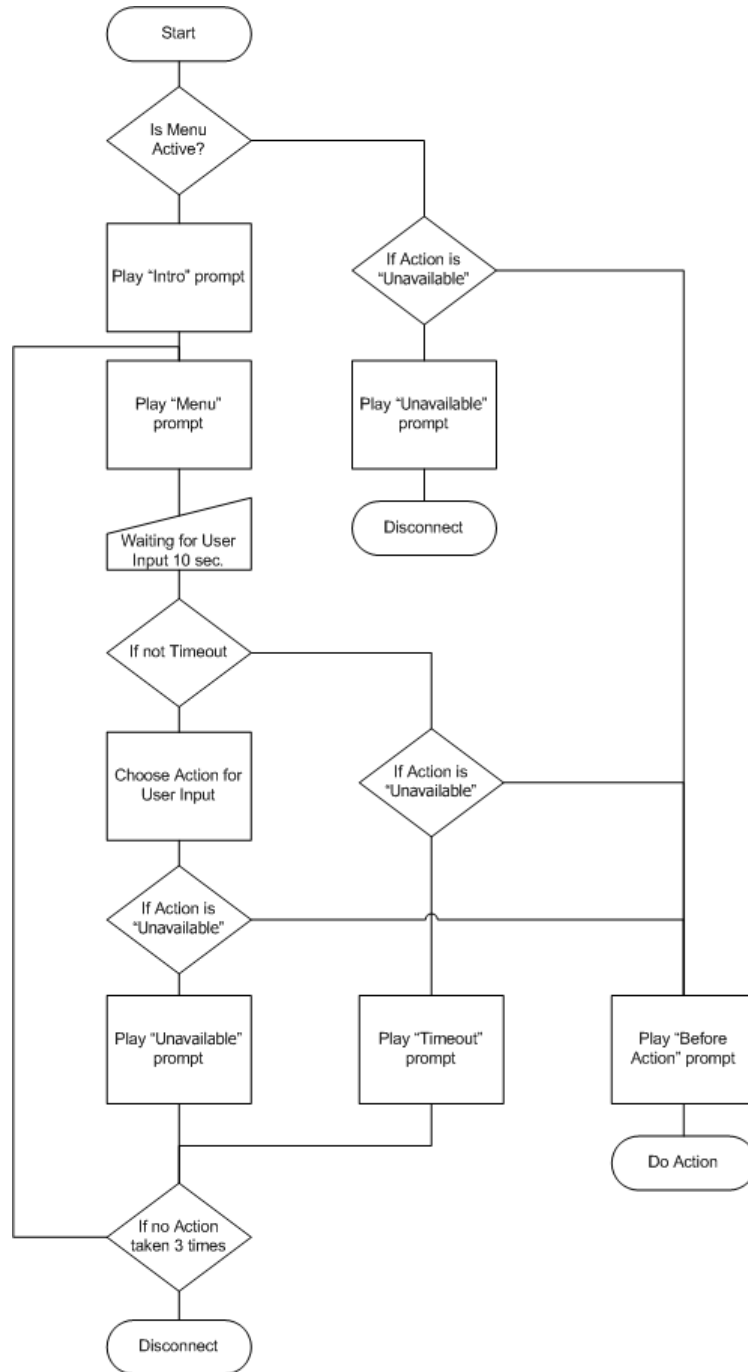 Start
Is Menu
Active?
Play “Intro” prompt
If Action is
“Unavailable”
Play “Menu”
prompt
Play “Unavailable”
prompt
Waiting for User
Input 10 sec.
Disconnect
If not Timeout
Choose Action for
User Input
If Action is
“Unavailable”
If Action is
“Unavailable”
Play “Unavailable”
prompt
Play “Timeout”
prompt
Play “Before
Action” prompt
Do Action
If no Action
taken 3 times
Disconnect